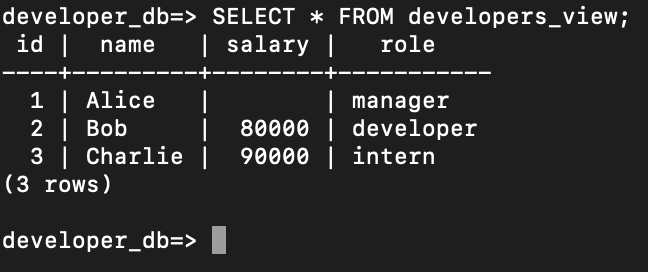 developer_db=> SELECT * FROM developers_view;
 id |  name   | salary |   role
----+---------+--------+-----------
  1 | Alice   |        | manager
  2 | Bob     |  80000 | developer
  3 | Charlie |  90000 | intern
(3 rows)
developer_db=>